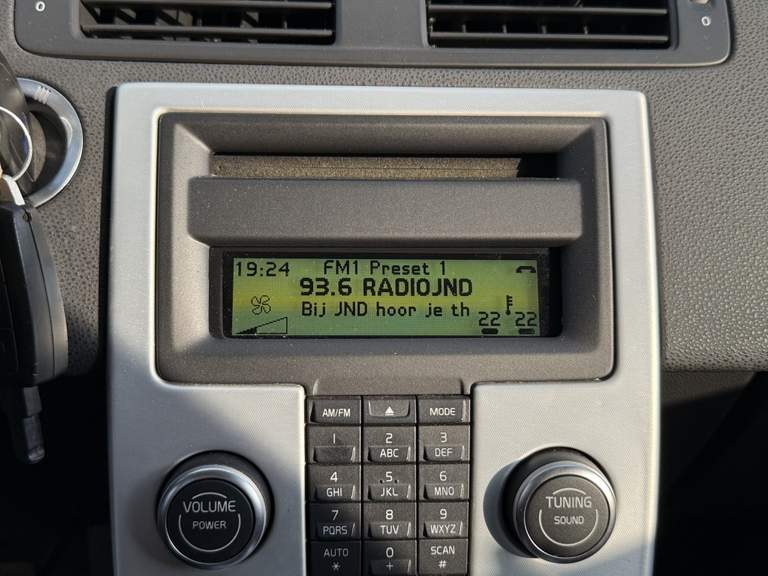 19:24 FM1 Preset 1
93.6 RADIOJND
Bij JND hoor je th
22 22
AM/FM MODE
1 2 ABC 3 DEF
4 GHI 5 JKL 6 MNO
7 PQRS 8 TUV 9 WXYZ
AUTO * 0 + SCAN #
VOLUME
POWER
TUNING
SOUND